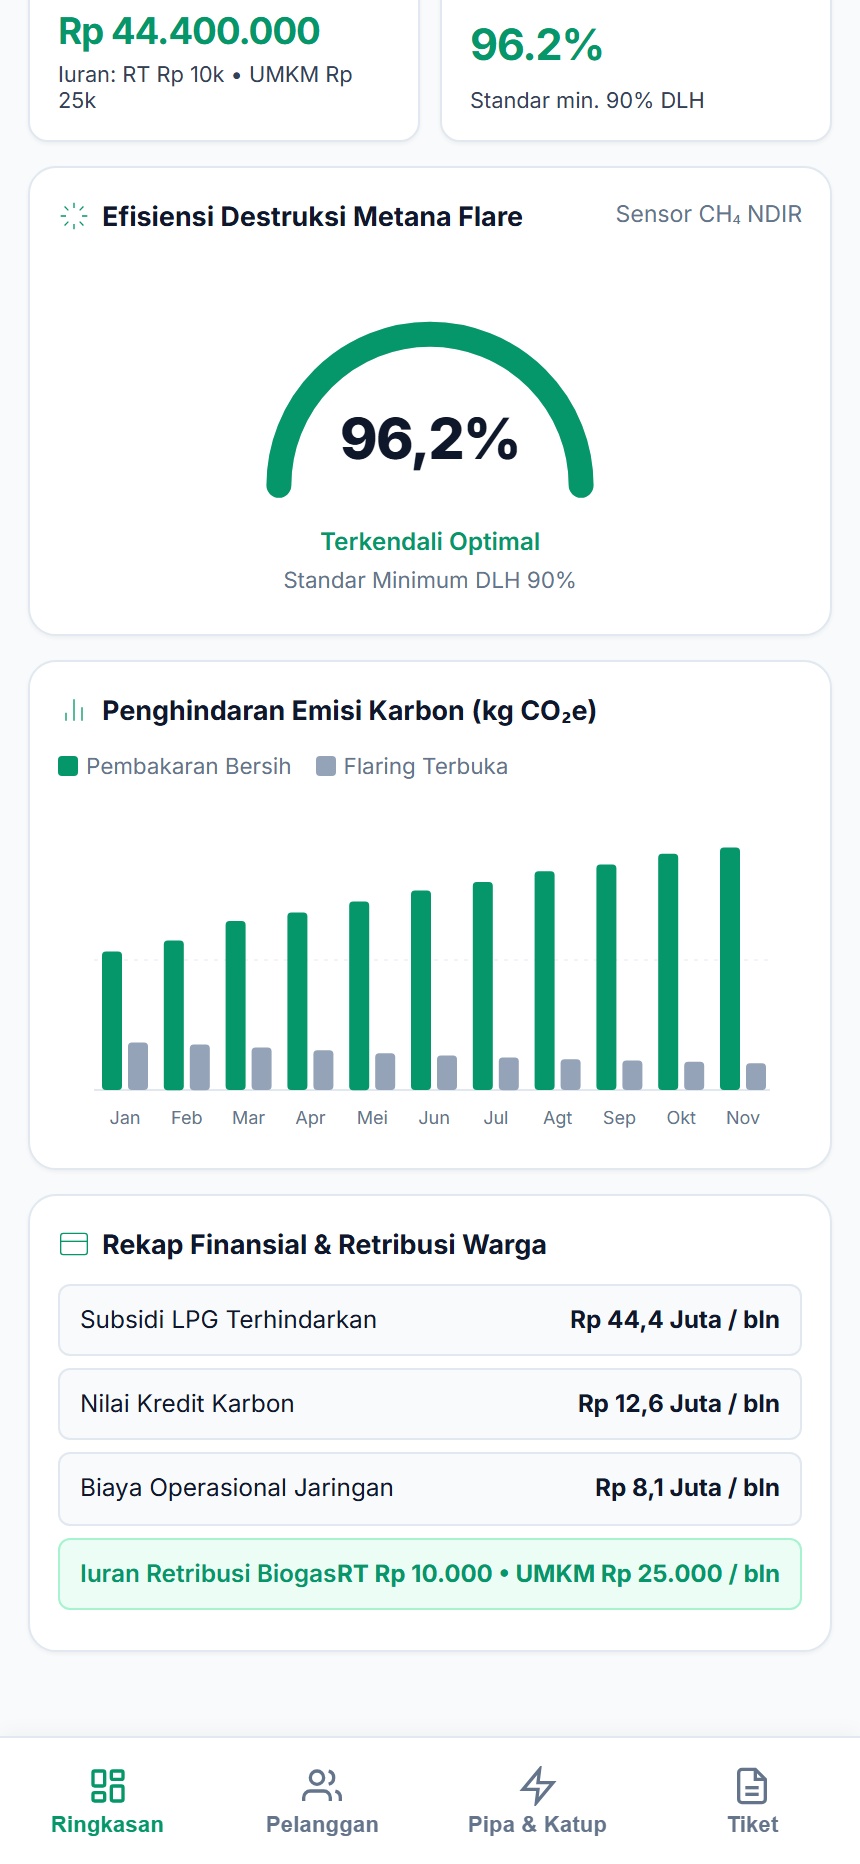 Rp 44.400.000
Iuran: RT Rp 10k • UMKM Rp
25k
96.2%
Standar min. 90% DLH
Efisiensi Destruksi Metana Flare
Sensor CH₄ NDIR
96,2%
Terkendali Optimal
Standar Minimum DLH 90%
Penghindaran Emisi Karbon (kg CO₂e)
Pembakaran Bersih
Flaring Terbuka
Jan Feb Mar Apr Mei Jun Jul Agt Sep Okt Nov
Rekap Finansial & Retribusi Warga
Subsidi LPG Terhindarkan Rp 44,4 Juta / bln
Nilai Kredit Karbon Rp 12,6 Juta / bln
Biaya Operasional Jaringan Rp 8,1 Juta / bln
Iuran Retribusi BiogasRT Rp 10.000 • UMKM Rp 25.000 / bln
Ringkasan Pelanggan Pipa & Katup Tiket